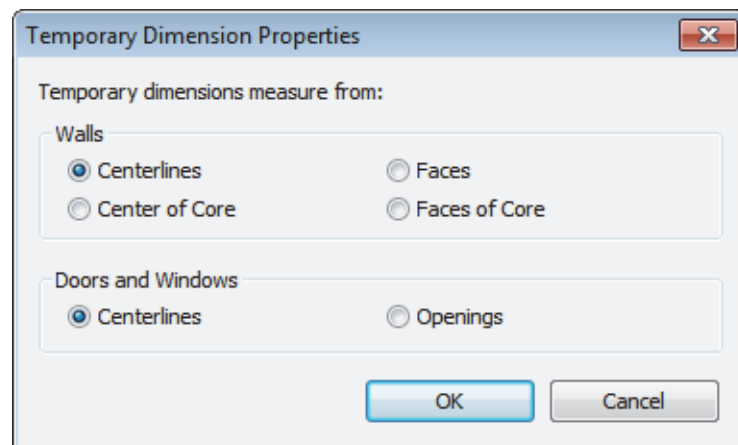 Temporary Dimension Properties
Temporary dimensions measure from:
Walls
Centerlines Faces
Center of Core Faces of Core
Doors and Windows
Centerlines Openings
OK Cancel